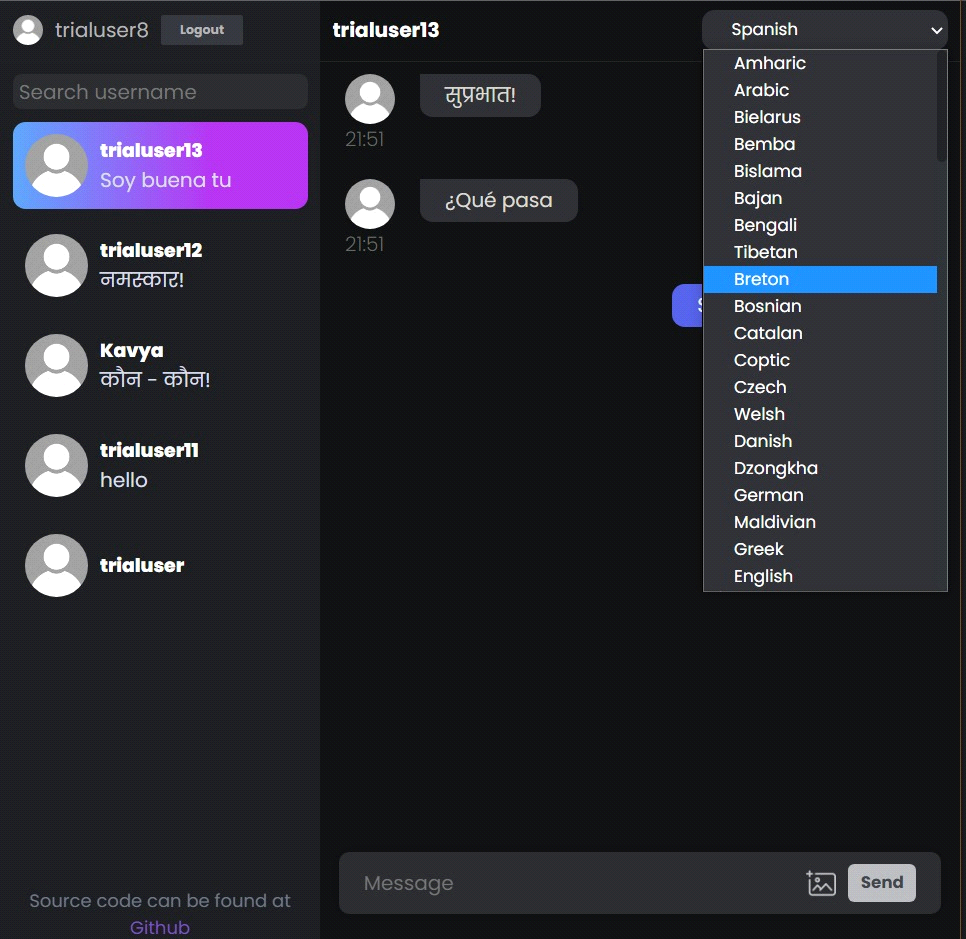 trialuser8
Logout
Search username
trialuser13
Soy buena tu
trialuser12
नमस्कार!
Kavya
कौन - कौन!
trialuser11
hello
trialuser
Source code can be found at
Github
trialuser13
Spanish
सुप्रभात!
21:51
¿Qué pasa
21:51
Amharic
Arabic
Bielarus
Bemba
Bislama
Bajan
Bengali
Tibetan
Breton
Bosnian
Catalan
Coptic
Czech
Welsh
Danish
Dzongkha
German
Maldivian
Greek
English
Message
Send